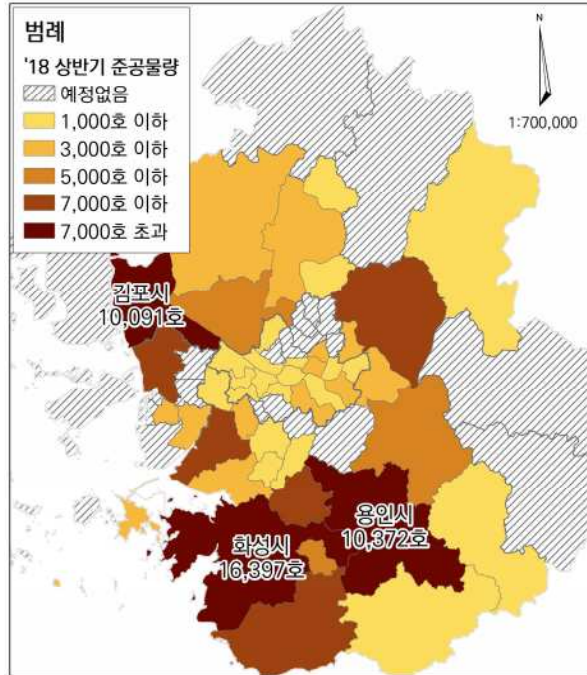 범례
'18 상반기 준공물량
예정없음
1,000호 이하
3,000호 이하
5,000호 이하
7,000호 이하
7,000호 초과
N
1:700,000
김포시
10,091호
용인시
10,372호
화성시
16,397호